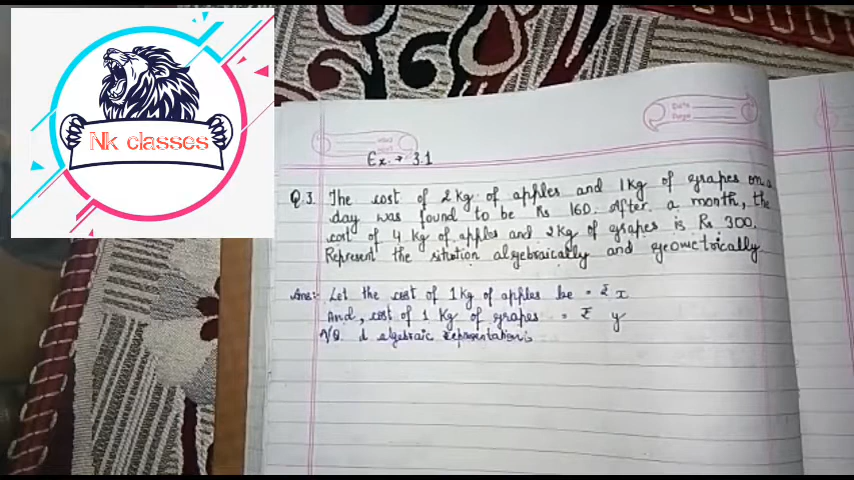 Nk classes
Date
Page
Ex. → 3.1
Q.3. The cost of 2 kg of apples and 1 kg of grapes on a
day was found to be Rs 160. After a month, the
cost of 4 kg of apples and 2 kg of grapes is Rs 300.
Represent the sitution algebraically and geometrically
Ans:- Let the cost of 1 kg of apples be = ₹ x
And, cost of 1 kg of grapes = ₹ y
algebraic representation